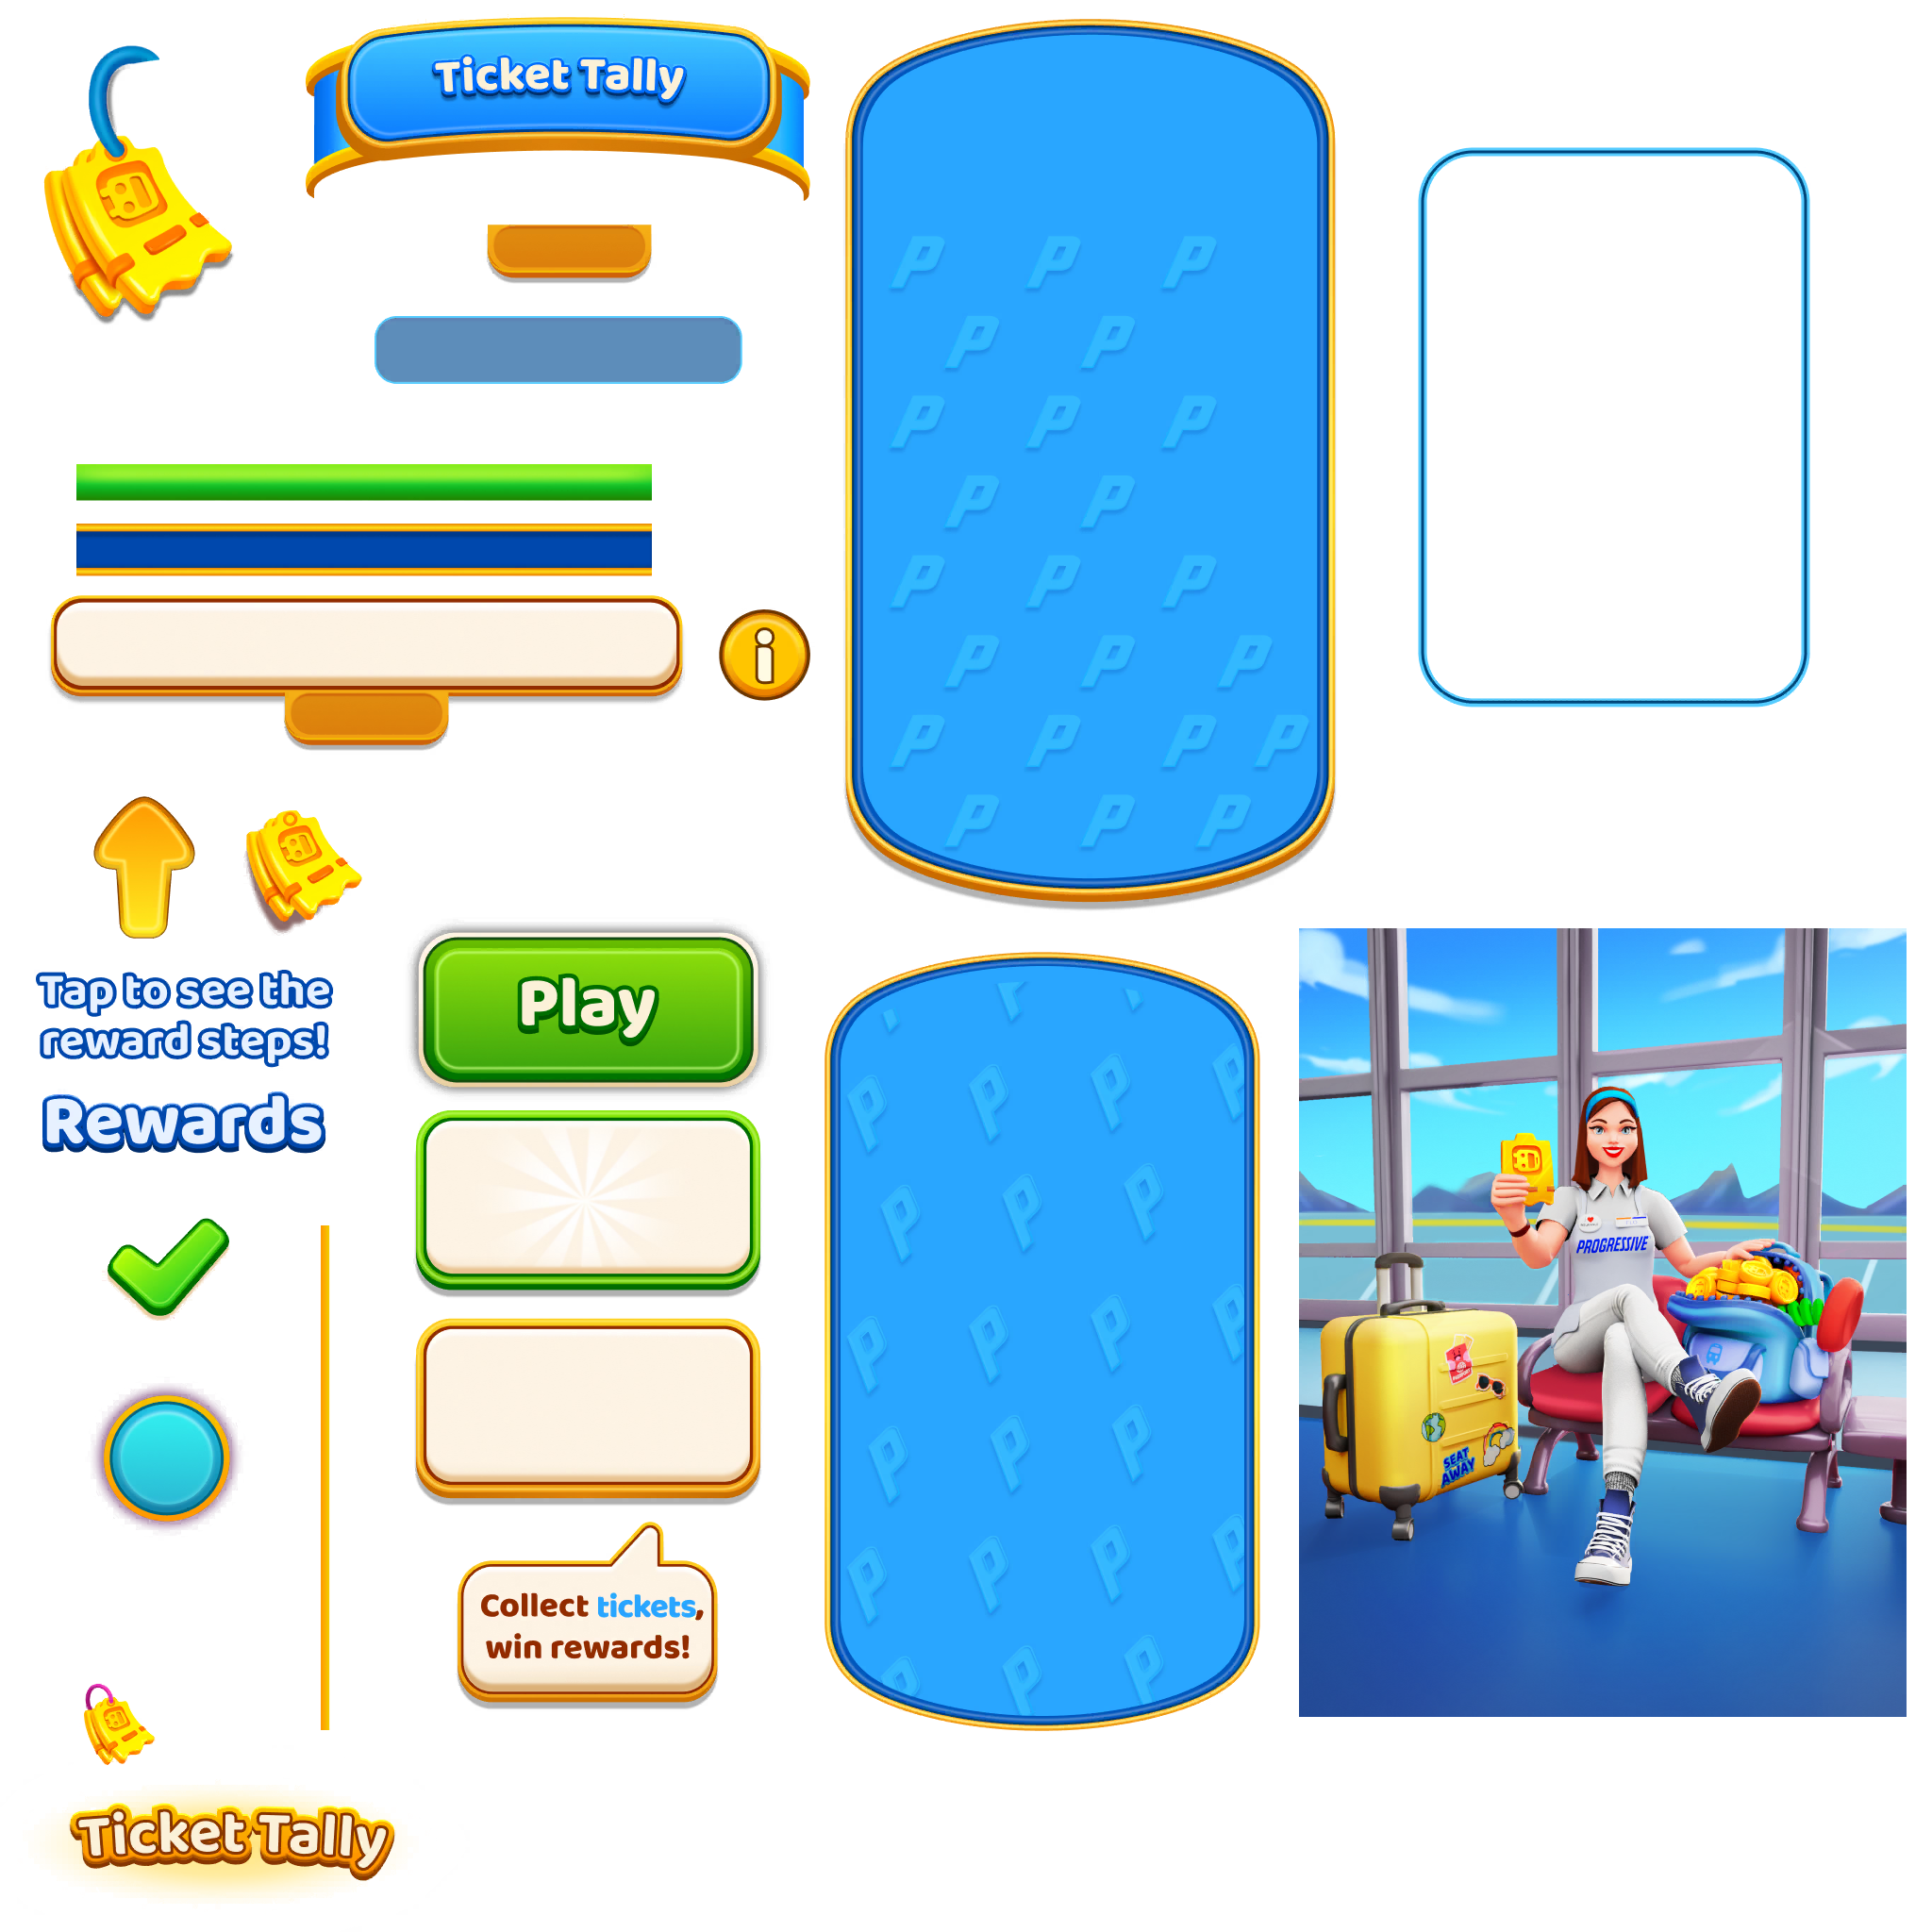 Ticket Tally
Tap to see the
reward steps!
Rewards
Play
Collect tickets,
win rewards!
PROGRESSIVE
SEAT
AWAY
Ticket Tally